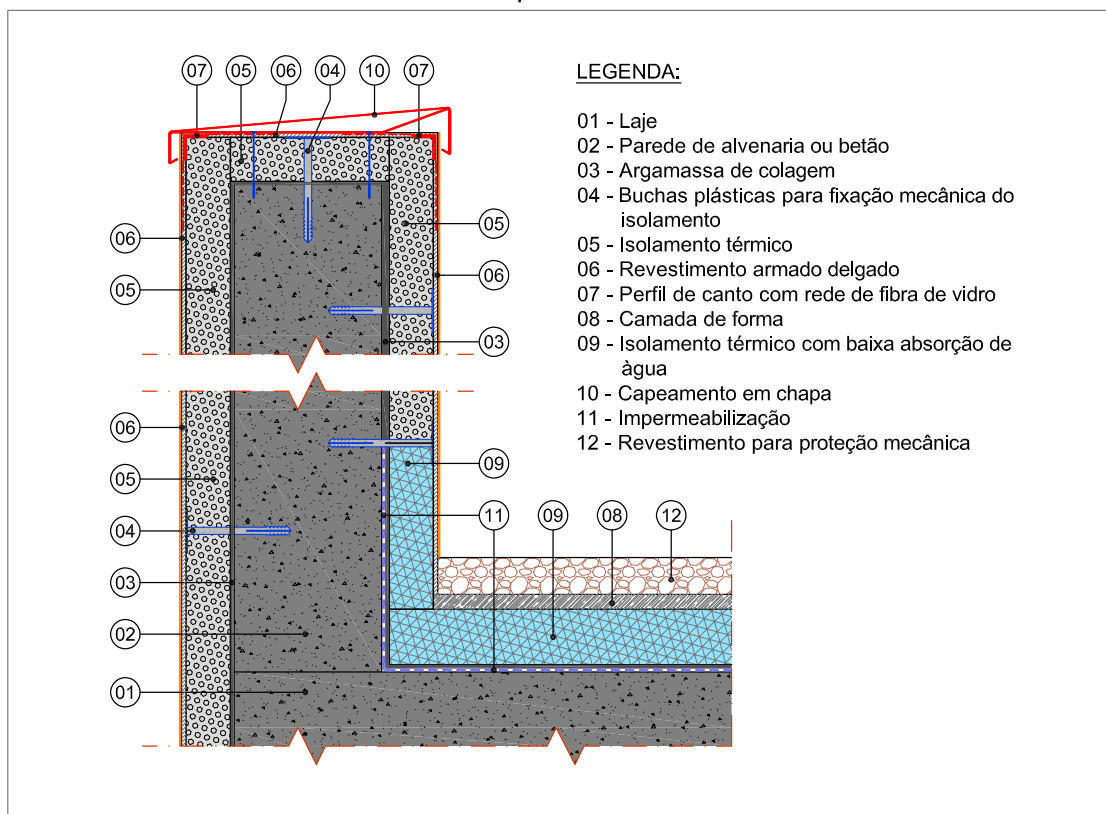 07 05 06 04 10 07
LEGENDA:
01 - Laje
02 - Parede de alvenaria ou betão
03 - Argamassa de colagem
04 - Buchas plásticas para fixação mecânica do
isolamento
05 - Isolamento térmico
06 - Revestimento armado delgado
07 - Perfil de canto com rede de fibra de vidro
08 - Camada de forma
09 - Isolamento térmico com baixa absorção de
àgua
10 - Capeamento em chapa
11 - Impermeabilização
12 - Revestimento para proteção mecânica
05
06
06
05
03
06
09
05
11 09 08 12
04
03
02
01